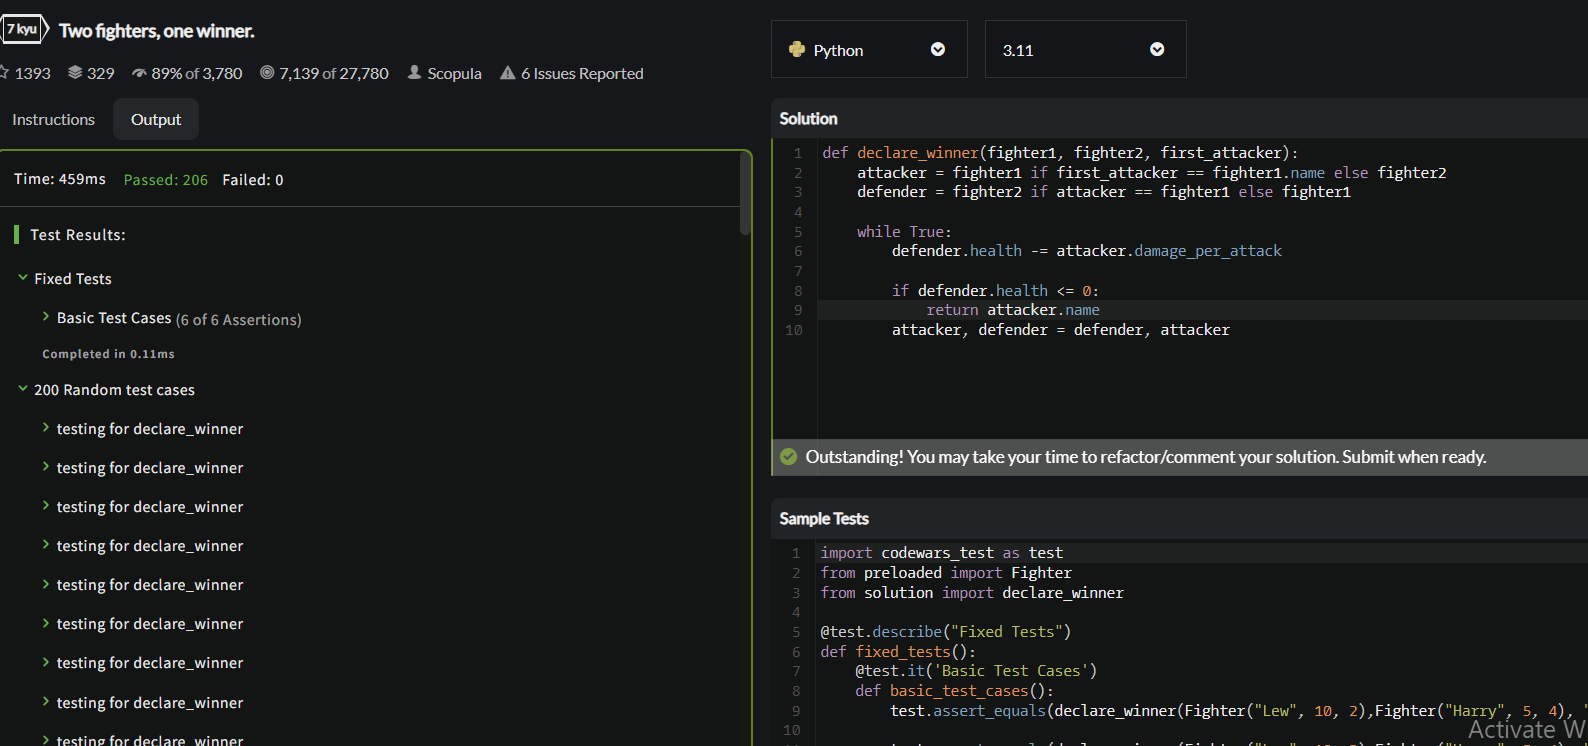 7 kyu Two fighters, one winner.
1393 329 89% of 3,780 7,139 of 27,780 Scopula 6 Issues Reported
Instructions Output
Time: 459ms Passed: 206 Failed: 0
Test Results:
Fixed Tests
Basic Test Cases (6 of 6 Assertions)
Completed in 0.11ms
200 Random test cases
testing for declare_winner
testing for declare_winner
testing for declare_winner
testing for declare_winner
testing for declare_winner
testing for declare_winner
testing for declare_winner
testing for declare_winner
testing for declare_winner
Python 3.11
Solution
1 def declare_winner(fighter1, fighter2, first_attacker):
2 attacker = fighter1 if first_attacker == fighter1.name else fighter2
3 defender = fighter2 if attacker == fighter1 else fighter1
4
5 while True:
6 defender.health -= attacker.damage_per_attack
7
8 if defender.health <= 0:
9 return attacker.name
10 attacker, defender = defender, attacker
Outstanding! You may take your time to refactor/comment your solution. Submit when ready.
Sample Tests
1 import codewars_test as test
2 from preloaded import Fighter
3 from solution import declare_winner
4
5 @test.describe("Fixed Tests")
6 def fixed_tests():
7 @test.it('Basic Test Cases')
8 def basic_test_cases():
9 test.assert_equals(declare_winner(Fighter("Lew", 10, 2),Fighter("Harry", 5, 4), "
10
Activate W